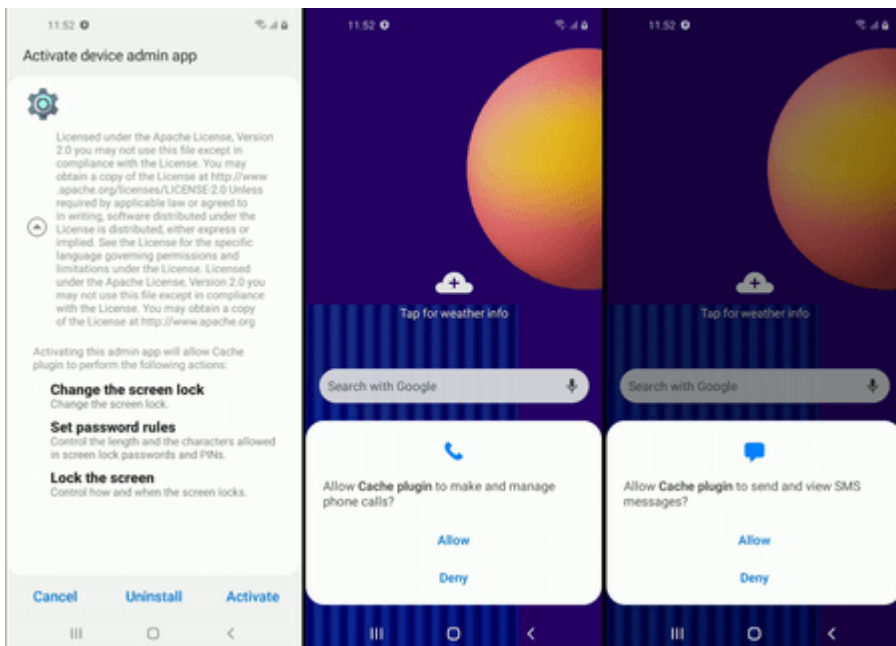 11:52
Activate device admin app
Licensed under the Apache License, Version
2.0 you may not use this file except in
compliance with the License. You may
obtain a copy of the License at http://www
.apache.org/licenses/LICENSE-2.0 Unless
required by applicable law or agreed to
in writing, software distributed under the
License is distributed, either express or
implied. See the License for the specific
language governing permissions and
limitations under the License. Licensed
under the Apache License, Version 2.0 you
may not use this file except in compliance
with the License. You may obtain a copy
of the License at http://www.apache.org
Activating this admin app will allow Cache
plugin to perform the following actions:
Change the screen lock
Change the screen lock.
Set password rules
Control the length and the characters allowed
in screen lock passwords and PINs.
Lock the screen
Control how and when the screen locks.
Cancel
Uninstall
Activate
11:52
Tap for weather info
Search with Google
Allow Cache plugin to make and manage
phone calls?
Allow
Deny
11:52
Tap for weather info
Search with Google
Allow Cache plugin to send and view SMS
messages?
Allow
Deny